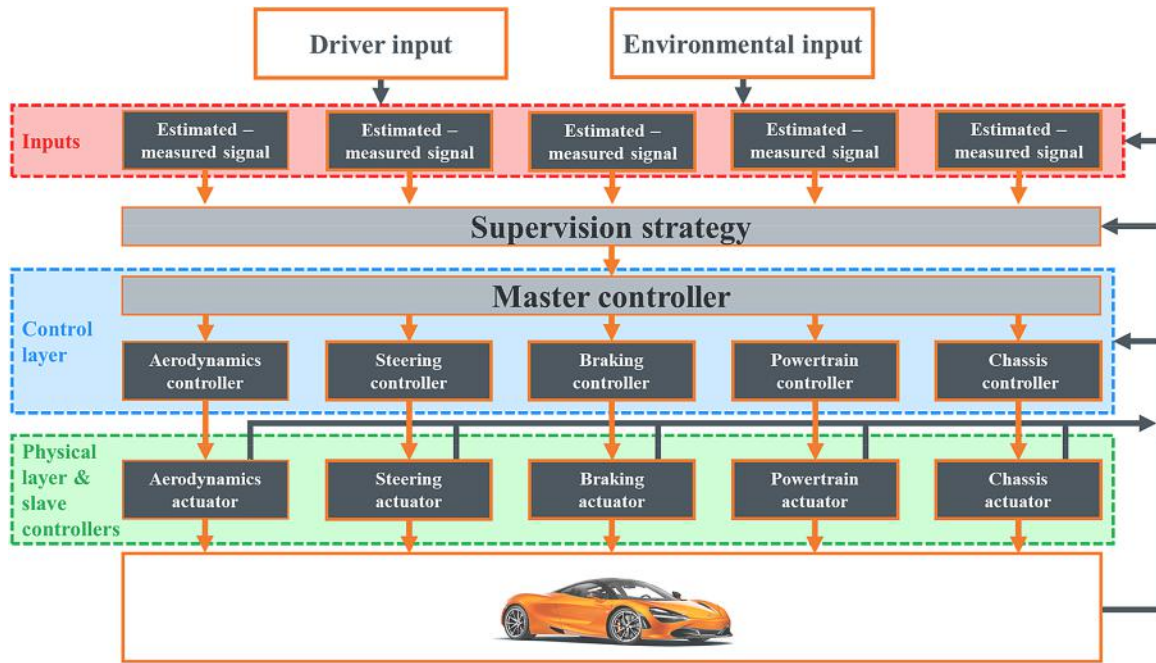 Driver input
Environmental input
Inputs
Estimated –
measured signal
Estimated –
measured signal
Estimated –
measured signal
Estimated –
measured signal
Estimated –
measured signal
Supervision strategy
Control
layer
Master controller
Aerodynamics
controller
Steering
controller
Braking
controller
Powertrain
controller
Chassis
controller
Physical
layer &
slave
controllers
Aerodynamics
actuator
Steering
actuator
Braking
actuator
Powertrain
actuator
Chassis
actuator